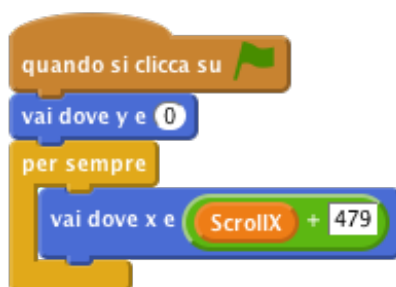 quando si clicca su
vai dove y e 0
per sempre
vai dove x e ScrollX + 479